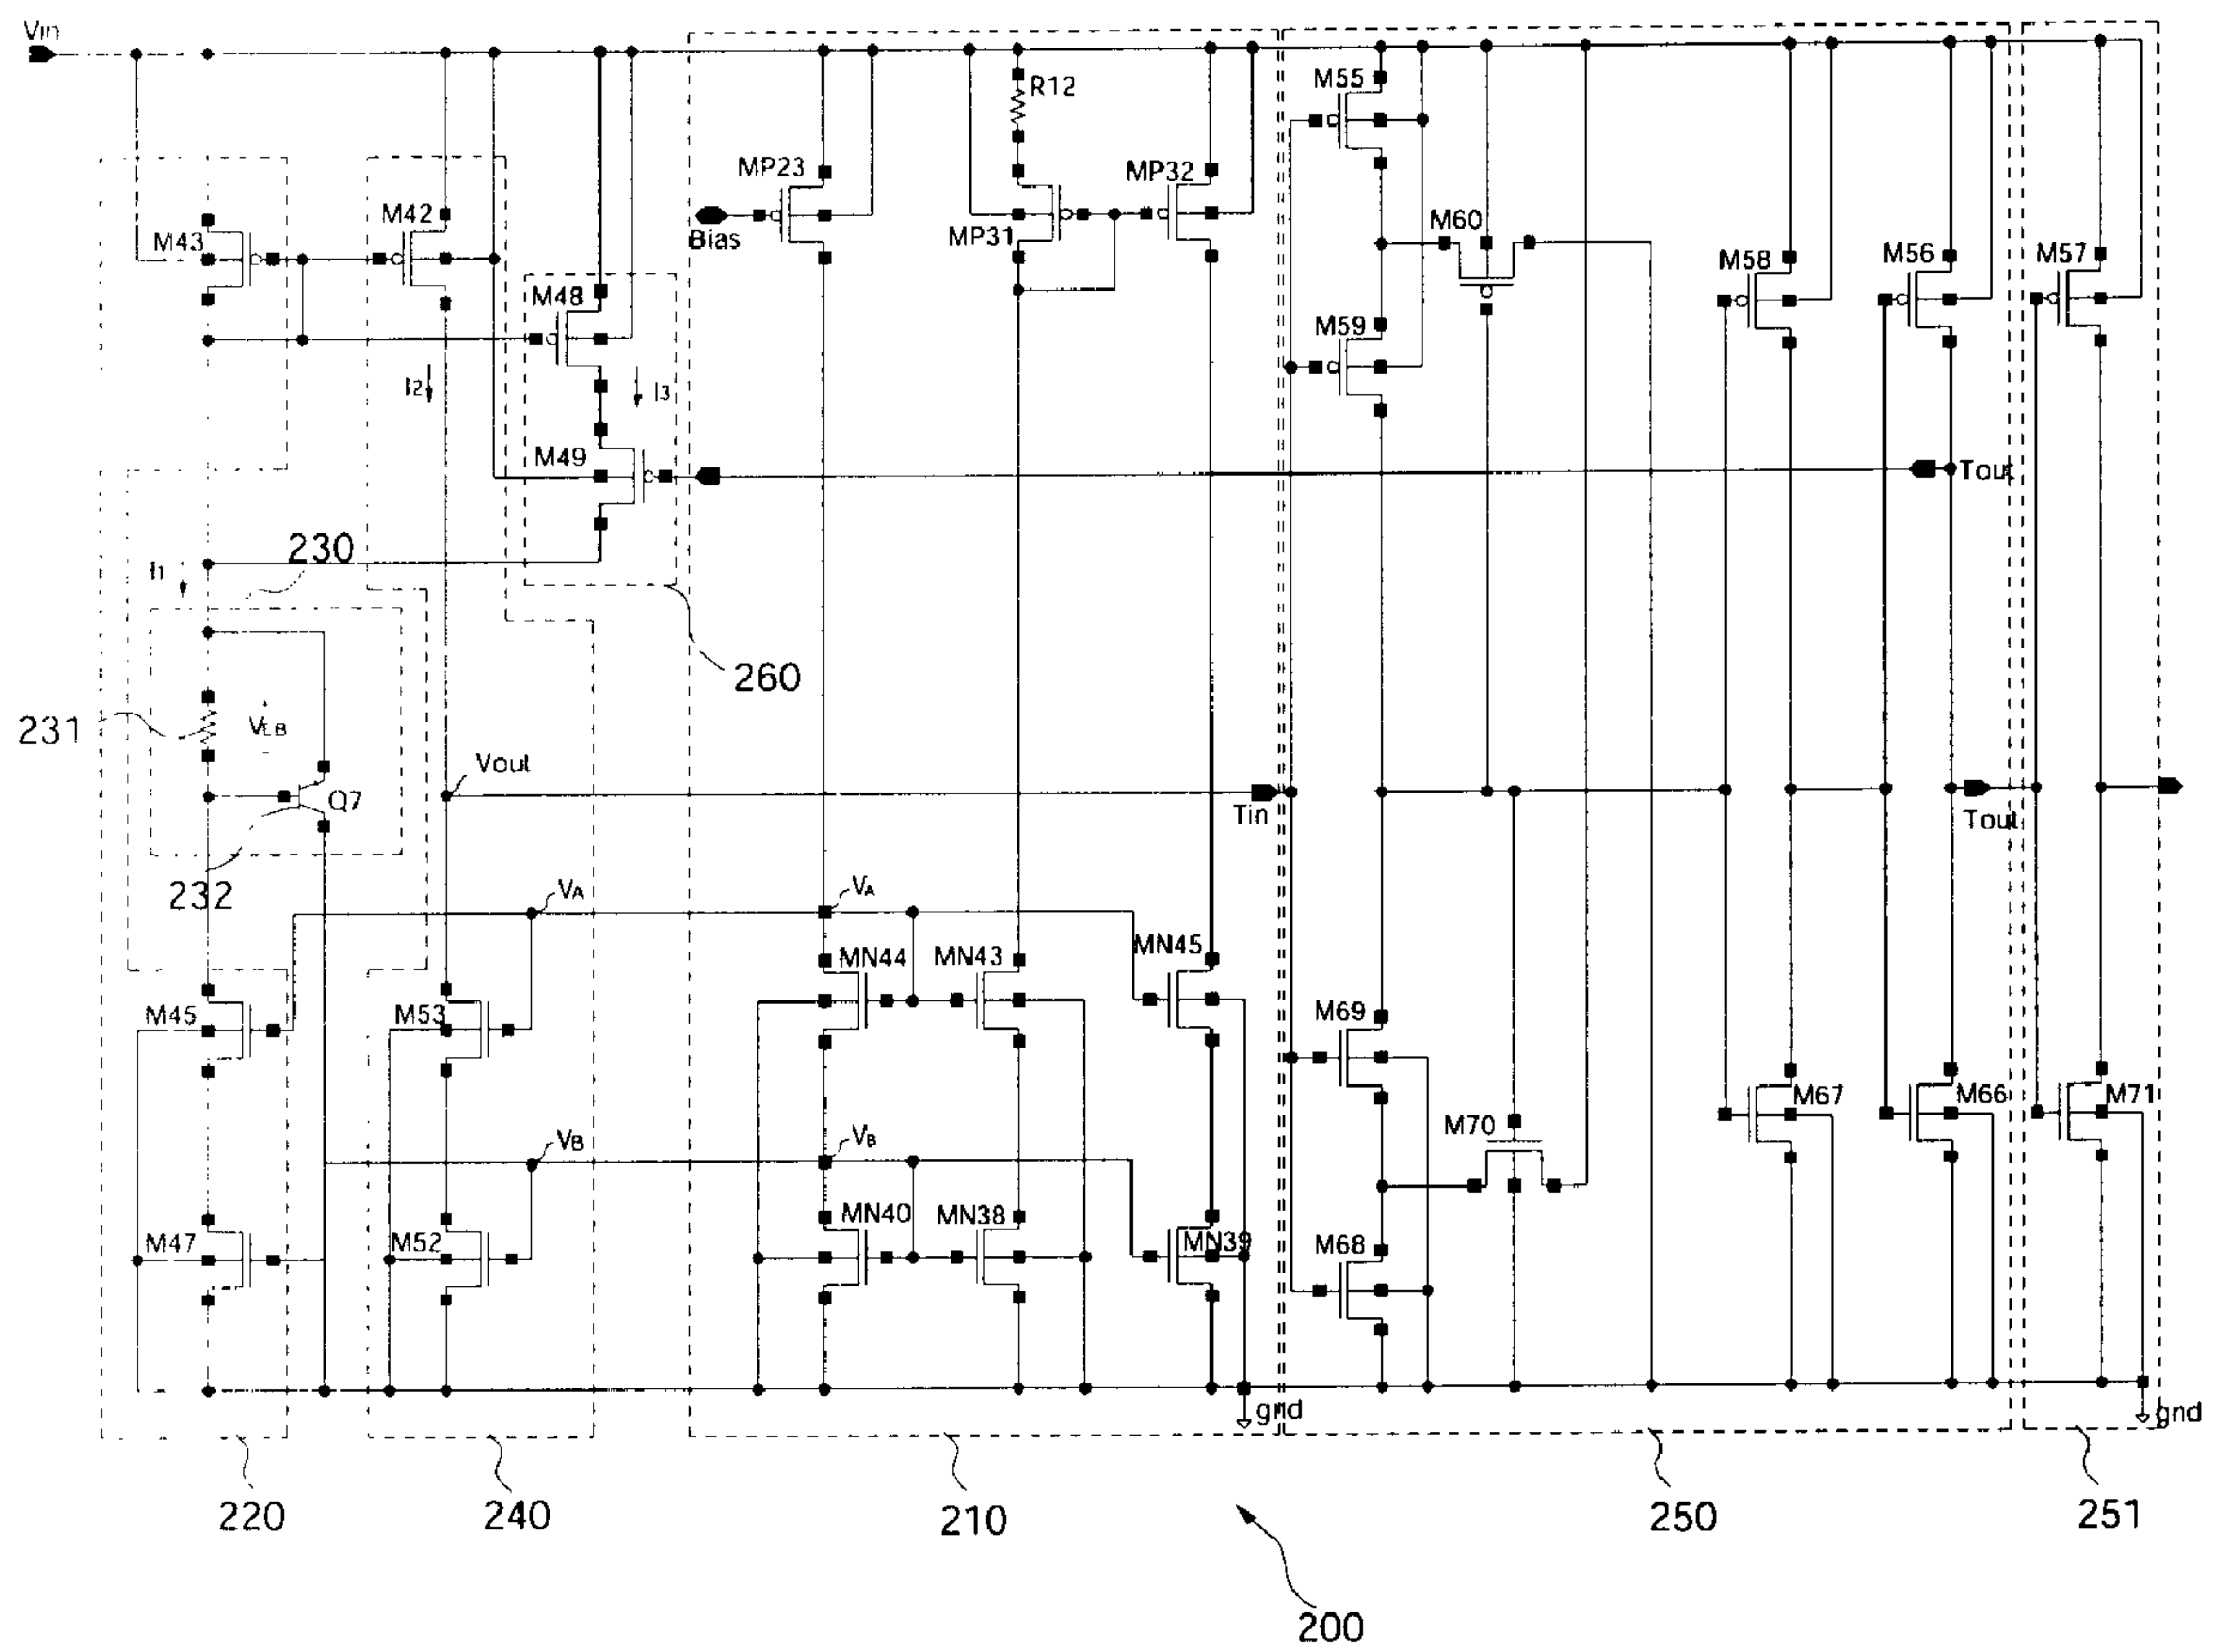 Vin
R12
M55
MP23
MP32
M43
M42
Bias
MP31
M60
M58
M56
M57
M48
M59
I2
I3
M49
Tout
230
I1
260
231
VEB
Vout
Q7
Tin
Tout
232
VA
VA
MN44
MN43
MN45
M45
M53
M69
M67
M66
M71
M70
VB
VB
MN40
MN38
MN39
M47
M52
M68
gnd
gnd
220
240
210
250
251
200